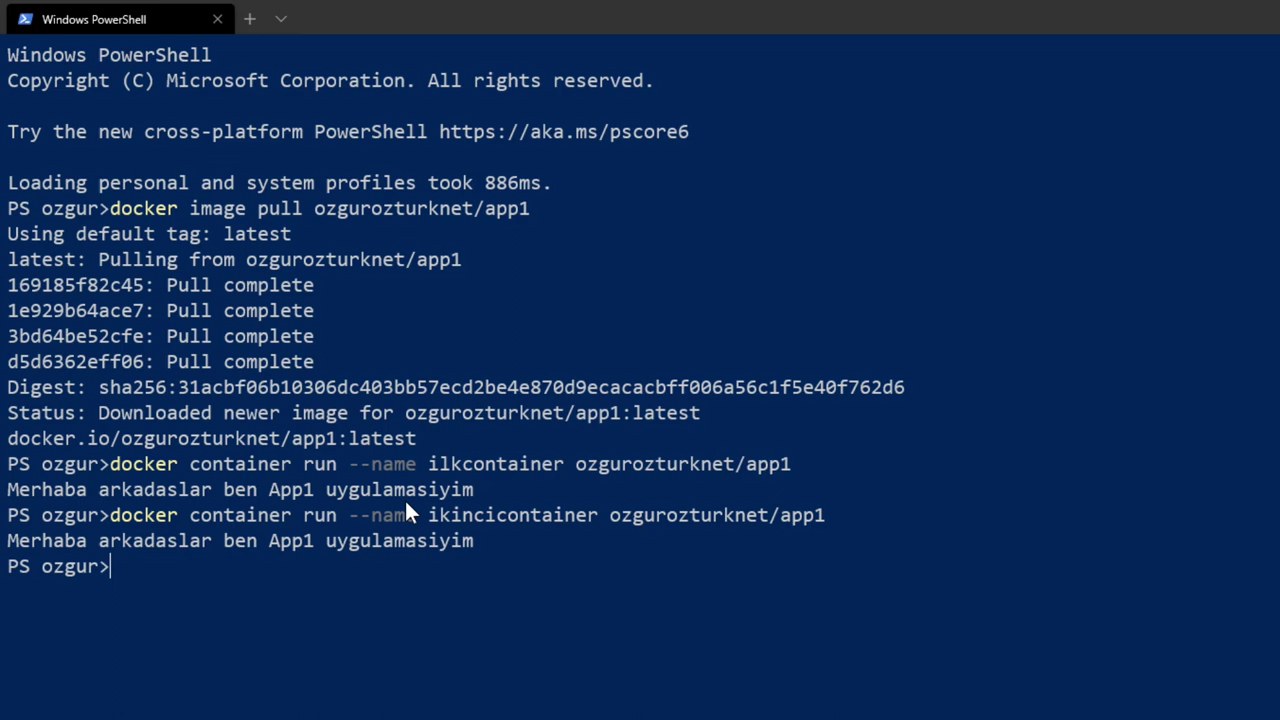 Windows PowerShell
Windows PowerShell
Copyright (C) Microsoft Corporation. All rights reserved.
Try the new cross-platform PowerShell https://aka.ms/pscore6
Loading personal and system profiles took 886ms.
PS ozgur>docker image pull ozgurozturknet/app1
Using default tag: latest
latest: Pulling from ozgurozturknet/app1
169185f82c45: Pull complete
1e929b64ace7: Pull complete
3bd64be52cfe: Pull complete
d5d6362eff06: Pull complete
Digest: sha256:31acbf06b10306dc403bb57ecd2be4e870d9ecacacbff006a56c1f5e40f762d6
Status: Downloaded newer image for ozgurozturknet/app1:latest
docker.io/ozgurozturknet/app1:latest
PS ozgur>docker container run --name ilkcontainer ozgurozturknet/app1
Merhaba arkadaslar ben App1 uygulamasiyim
PS ozgur>docker container run --name ikincicontainer ozgurozturknet/app1
Merhaba arkadaslar ben App1 uygulamasiyim
PS ozgur>